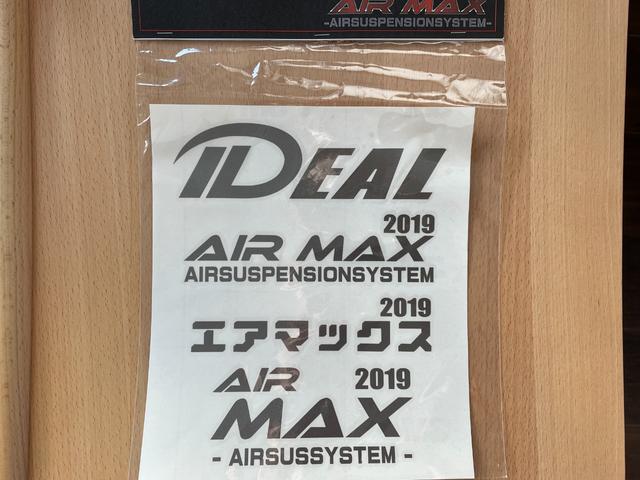 AIR MAX
-AIRSUSPENSIONSYSTEM-
IDEAL
2019
AIR MAX
AIRSUSPENSIONSYSTEM
2019
エアマックス
AIR 2019
MAX
- AIRSUSSYSTEM -